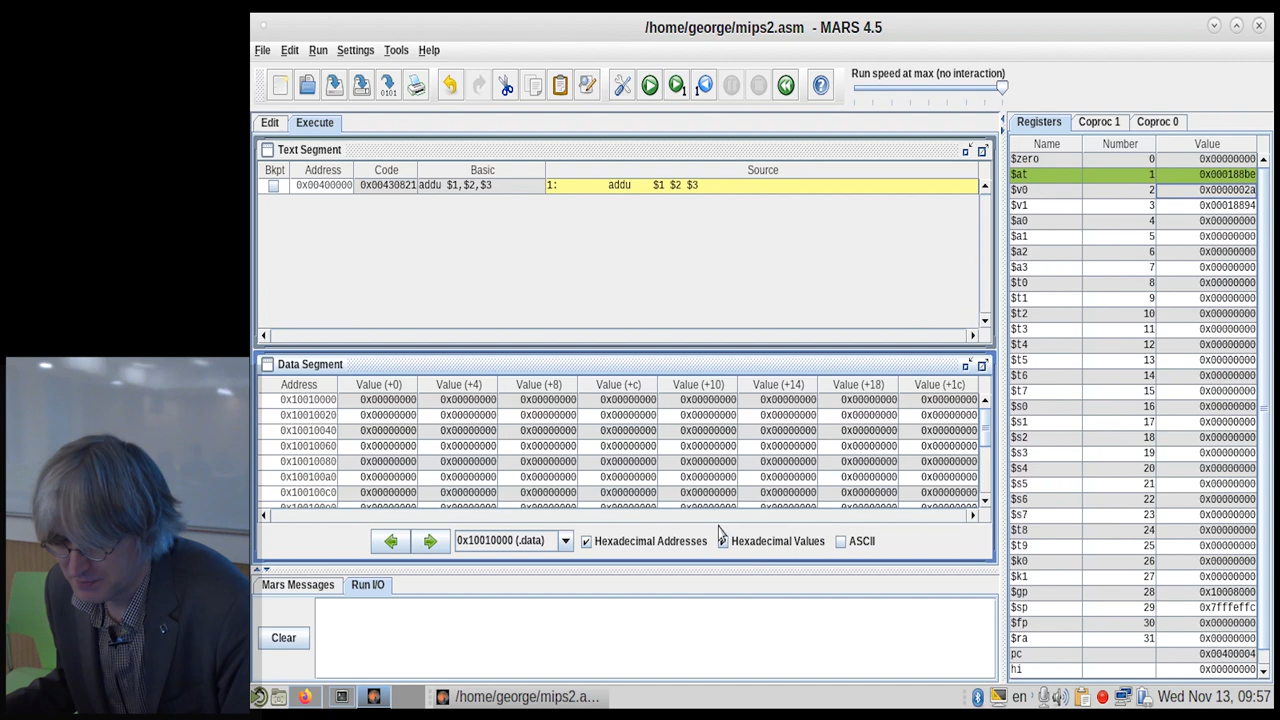 /home/george/mips2.asm - MARS 4.5
File Edit Run Settings Tools Help
Run speed at max (no interaction)
Edit Execute
Registers Coproc 1 Coproc 0
Text Segment
Bkpt Address Code Basic Source
0x00400000 0x00430821 addu $1,$2,$3 1: addu $1 $2 $3
Data Segment
Address Value (+0) Value (+4) Value (+8) Value (+c) Value (+10) Value (+14) Value (+18) Value (+1c)
0x10010000 0x00000000 0x00000000 0x00000000 0x00000000 0x00000000 0x00000000 0x00000000 0x00000000
0x10010020 0x00000000 0x00000000 0x00000000 0x00000000 0x00000000 0x00000000 0x00000000 0x00000000
0x10010040 0x00000000 0x00000000 0x00000000 0x00000000 0x00000000 0x00000000 0x00000000 0x00000000
0x10010060 0x00000000 0x00000000 0x00000000 0x00000000 0x00000000 0x00000000 0x00000000 0x00000000
0x10010080 0x00000000 0x00000000 0x00000000 0x00000000 0x00000000 0x00000000 0x00000000 0x00000000
0x100100a0 0x00000000 0x00000000 0x00000000 0x00000000 0x00000000 0x00000000 0x00000000 0x00000000
0x100100c0 0x00000000 0x00000000 0x00000000 0x00000000 0x00000000 0x00000000 0x00000000 0x00000000
0x10010000 (.data) Hexadecimal Addresses Hexadecimal Values ASCII
Mars Messages Run I/O
Clear
Name Number Value
$zero 0 0x00000000
$at 1 0x000188be
$v0 2 0x0000002a
$v1 3 0x00018894
$a0 4 0x00000000
$a1 5 0x00000000
$a2 6 0x00000000
$a3 7 0x00000000
$t0 8 0x00000000
$t1 9 0x00000000
$t2 10 0x00000000
$t3 11 0x00000000
$t4 12 0x00000000
$t5 13 0x00000000
$t6 14 0x00000000
$t7 15 0x00000000
$s0 16 0x00000000
$s1 17 0x00000000
$s2 18 0x00000000
$s3 19 0x00000000
$s4 20 0x00000000
$s5 21 0x00000000
$s6 22 0x00000000
$s7 23 0x00000000
$t8 24 0x00000000
$t9 25 0x00000000
$k0 26 0x00000000
$k1 27 0x00000000
$gp 28 0x10008000
$sp 29 0x7fffeffc
$fp 30 0x00000000
$ra 31 0x00000000
pc 0x00400004
hi 0x00000000
/home/george/mips2.a... en Wed Nov 13, 09:57